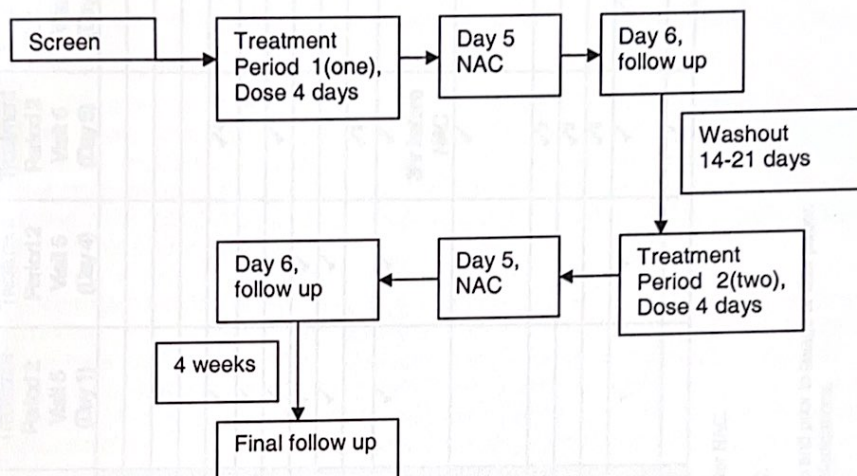 Screen
Treatment
Period 1(one),
Dose 4 days
Day 5
NAC
Day 6,
follow up
Washout
14-21 days
Treatment
Period 2(two),
Dose 4 days
Day 5,
NAC
Day 6,
follow up
4 weeks
Final follow up